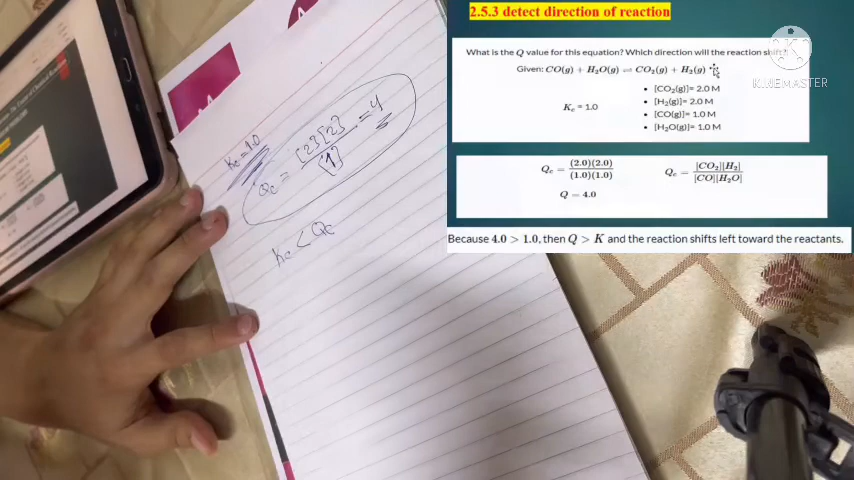 2.5.3 detect direction of reaction
What is the Q value for this equation? Which direction will the reaction shift?
Given: CO(g) + H₂O(g) ⇌ CO₂(g) + H₂(g)
Kc = 1.0
• [CO₂(g)]= 2.0 M
• [H₂(g)]= 2.0 M
• [CO(g)]= 1.0 M
• [H₂O(g)]= 1.0 M
KINEMASTER
Qc = (2.0)(2.0) / (1.0)(1.0)
Qc = [CO₂][H₂] / [CO][H₂O]
Q = 4.0
Because 4.0 > 1.0, then Q > K and the reaction shifts left toward the reactants.
Kc = 1.0
Qc = [2][2] / [1] = 4
Kc < Qc